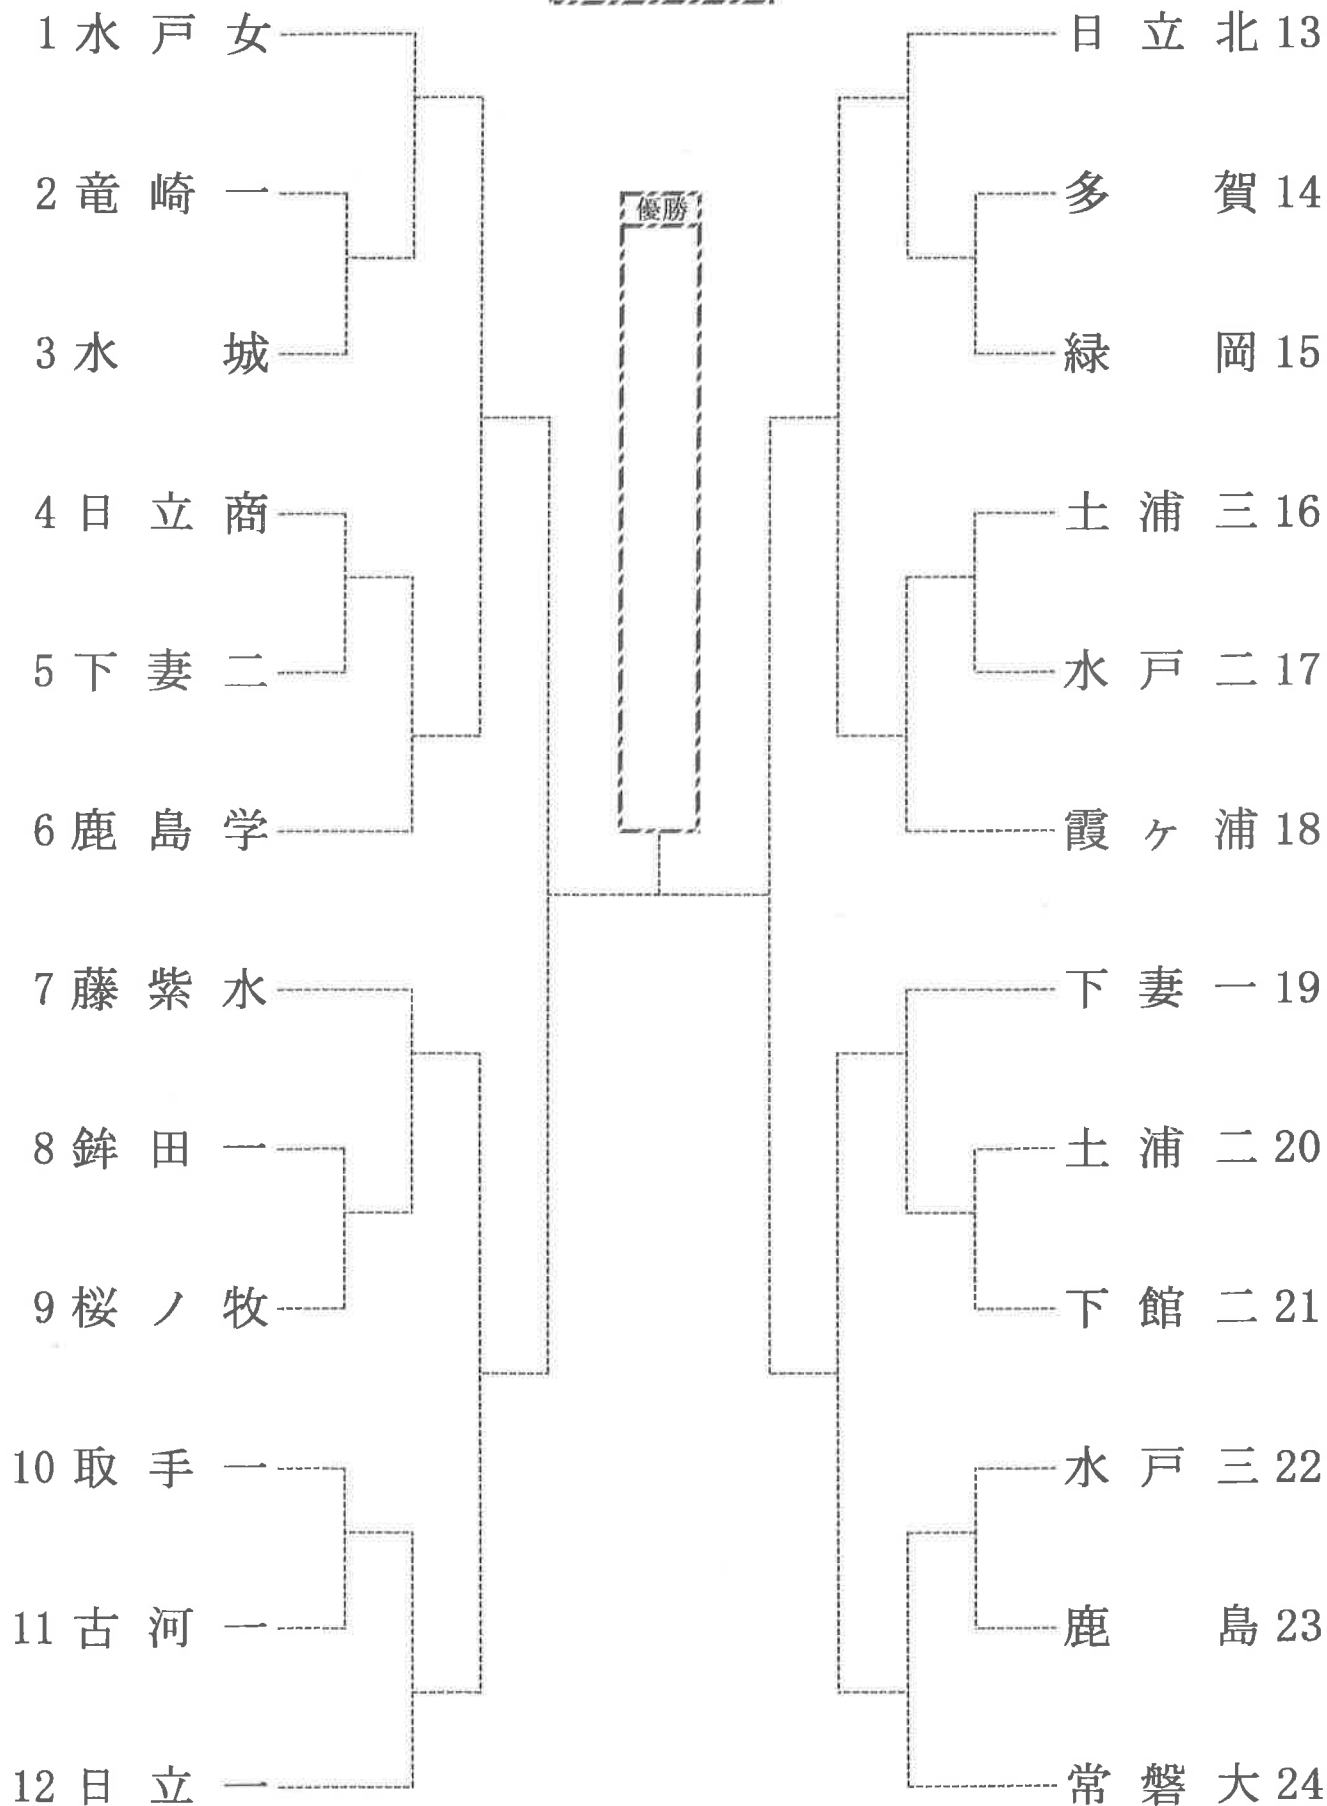 1 水戸女
2 竜崎一
3 水城
4 日立商
5 下妻二
6 鹿島学
7 藤紫水
8 鉾田一
9 桜ノ牧
10 取手一
11 古河一
12 日立一
優勝
日立北 13
多賀 14
緑岡 15
土浦三 16
水戸二 17
霞ヶ浦 18
下妻一 19
土浦二 20
下館二 21
水戸三 22
鹿島 23
常磐大 24